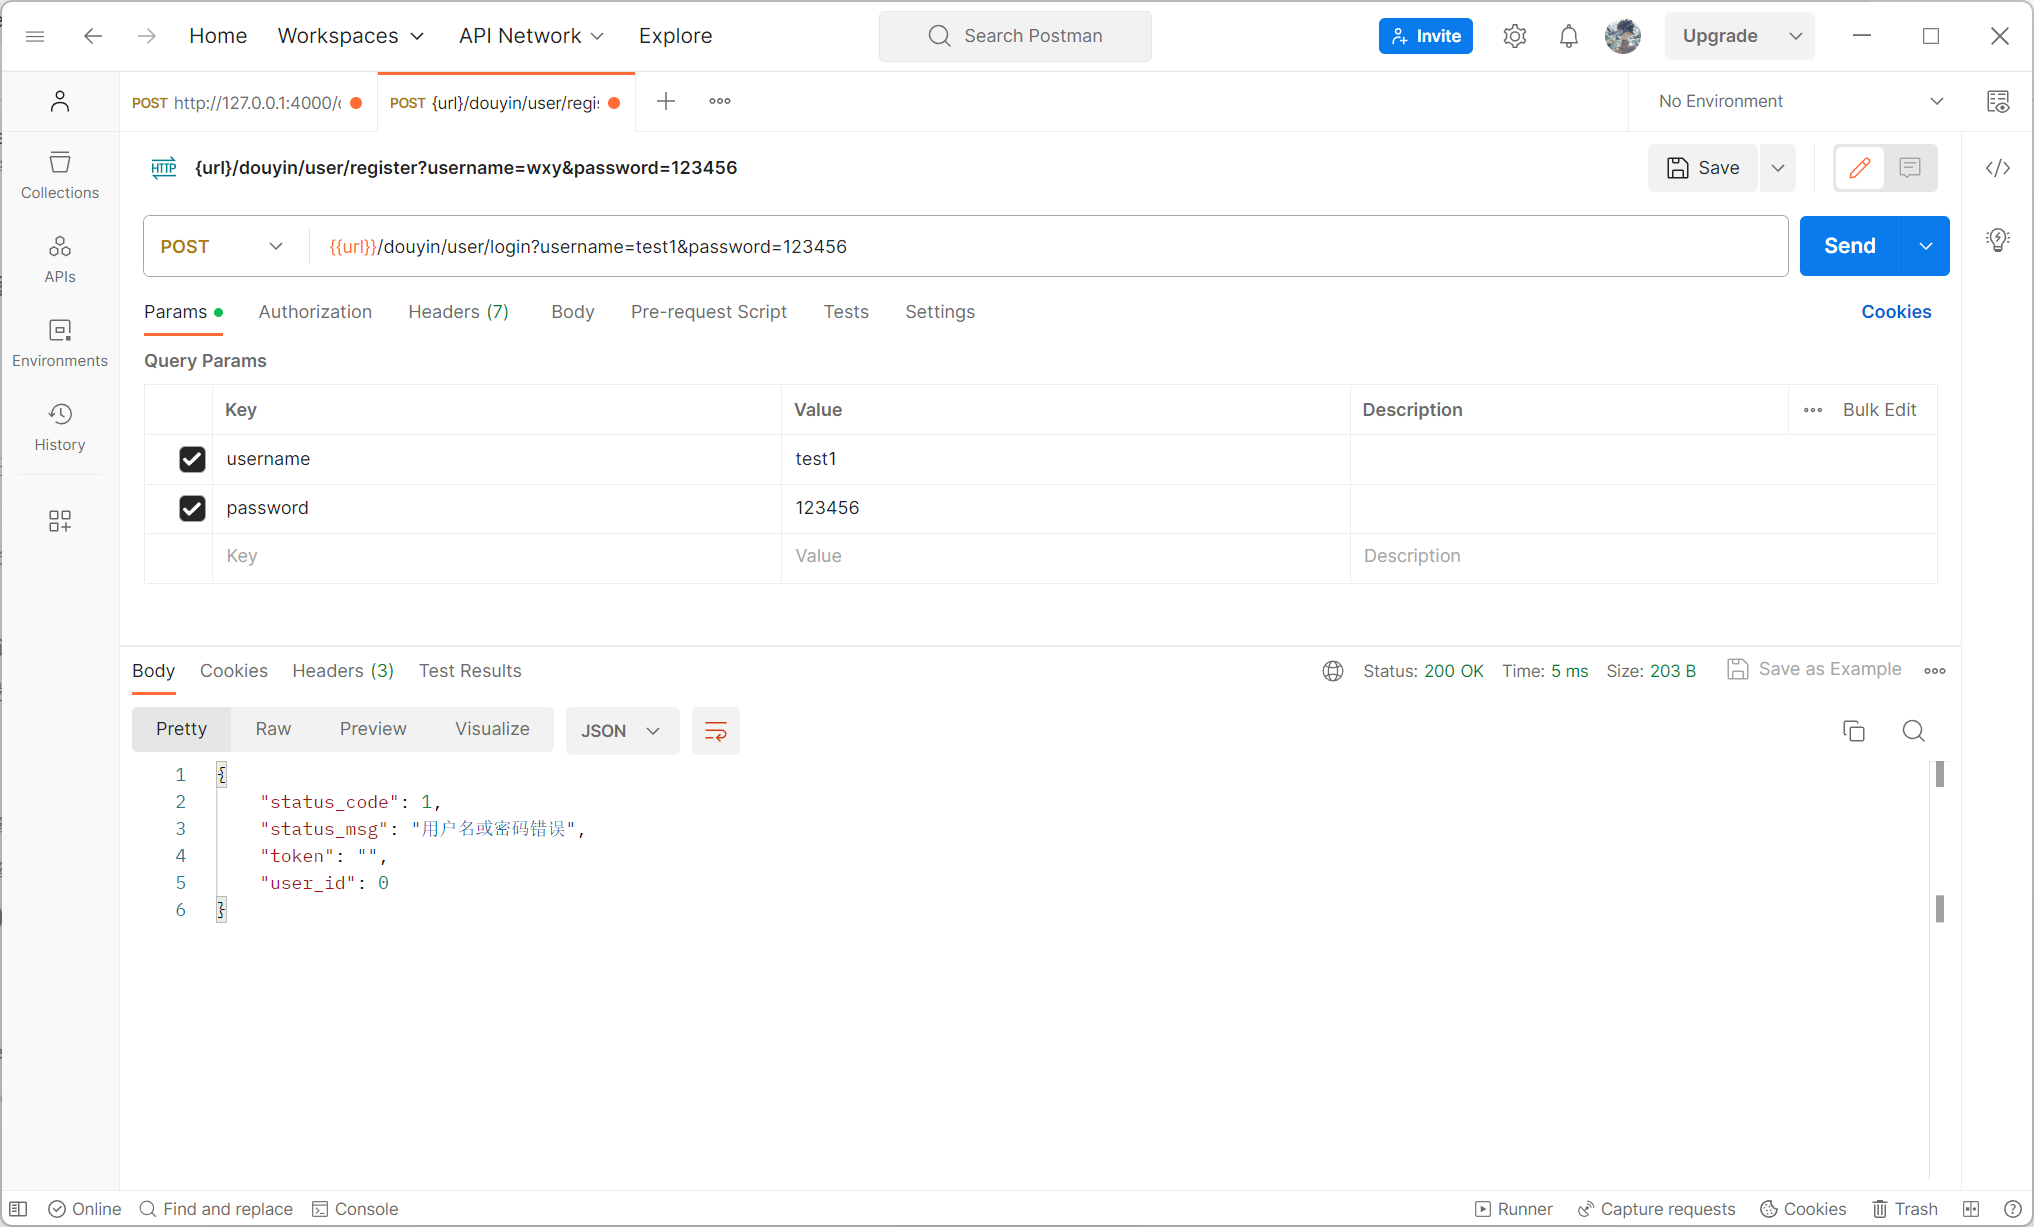 Home Workspaces API Network Explore Search Postman Invite Upgrade
POST http://127.0.0.1:4000/ POST {url}/douyin/user/regi No Environment
HTTP {url}/douyin/user/register?username=wxy&password=123456 Save
Collections
POST {{url}}/douyin/user/login?username=test1&password=123456 Send
APIs
Params Authorization Headers (7) Body Pre-request Script Tests Settings Cookies
Environments
Query Params
Key Value Description Bulk Edit
History
username test1
password 123456
Key Value Description
Body Cookies Headers (3) Test Results Status: 200 OK Time: 5 ms Size: 203 B Save as Example
Pretty Raw Preview Visualize JSON
1 {
2 "status_code": 1,
3 "status_msg": "用户名或密码错误",
4 "token": "",
5 "user_id": 0
6 }
Online Find and replace Console Runner Capture requests Cookies Trash